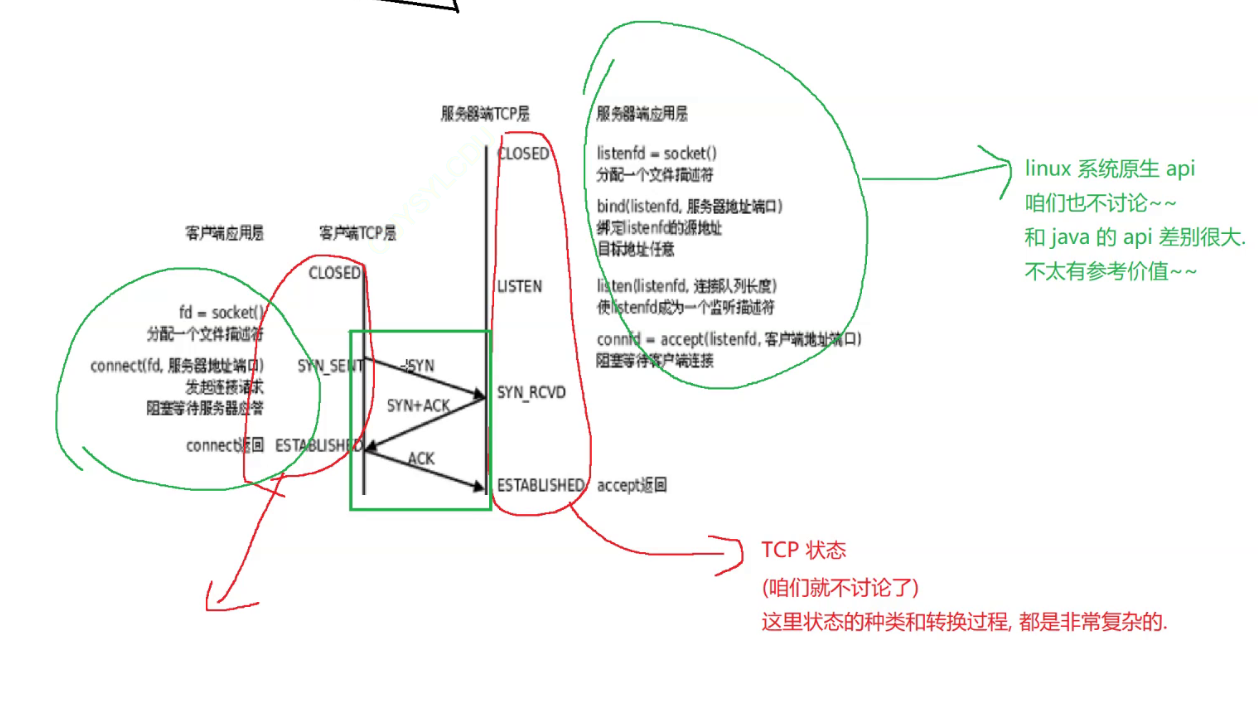 服务器端TCP层
服务器端应用层
CLOSED
listenfd = socket()
分配一个文件描述符
bind(listenfd, 服务器地址端口)
绑定listenfd的源地址
目标地址任意
LISTEN
listen(listenfd, 连接队列长度)
使listenfd成为一个监听描述符
connfd = accept(listenfd, 客户端地址端口)
阻塞等待客户端连接
linux 系统原生 api
咱们也不讨论~~
和 java 的 api 差别很大.
不太有参考价值~~
客户端应用层
客户端TCP层
CLOSED
fd = socket()
分配一个文件描述符
connect(fd, 服务器地址端口)
发起连接请求
阻塞等待服务器应答
SYN_SENT
SYN
SYN_RCVD
SYN+ACK
connect返回
ESTABLISHED
ACK
ESTABLISHED
accept返回
TCP 状态
(咱们就不讨论了)
这里状态的种类和转换过程, 都是非常复杂的.